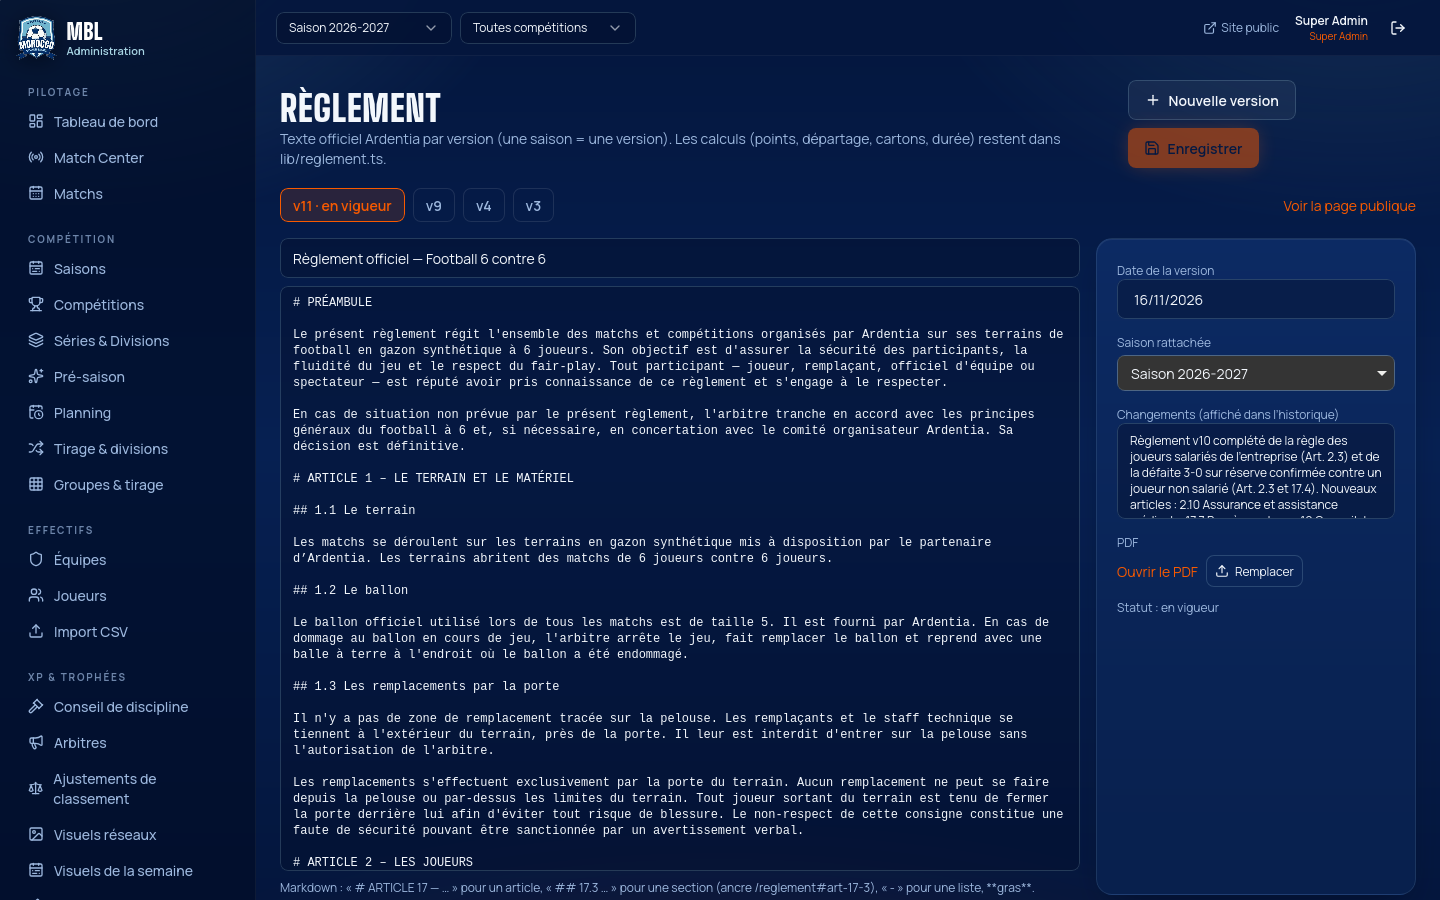 MBL
Administration
PILOTAGE
Tableau de bord
Match Center
Matchs
COMPÉTITION
Saisons
Compétitions
Séries & Divisions
Pré-saison
Planning
Tirage & divisions
Groupes & tirage
EFFECTIFS
Équipes
Joueurs
Import CSV
XP & TROPHÉES
Conseil de discipline
Arbitres
Ajustements de
classement
Visuels réseaux
Visuels de la semaine
Saison 2026-2027
Toutes compétitions
Site public
Super Admin
Super Admin
RÈGLEMENT
Texte officiel Ardentia par version (une saison = une version). Les calculs (points, départage, cartons, durée) restent dans
lib/reglement.ts.
Nouvelle version
Enregistrer
v11 · en vigueur
v9
v4
v3
Voir la page publique
Règlement officiel — Football 6 contre 6
# PRÉAMBULE
Le présent règlement régit l'ensemble des matchs et compétitions organisés par Ardentia sur ses terrains de
football en gazon synthétique à 6 joueurs. Son objectif est d'assurer la sécurité des participants, la
fluidité du jeu et le respect du fair-play. Tout participant — joueur, remplaçant, officiel d'équipe ou
spectateur — est réputé avoir pris connaissance de ce règlement et s'engage à le respecter.
En cas de situation non prévue par le présent règlement, l'arbitre tranche en accord avec les principes
généraux du football à 6 et, si nécessaire, en concertation avec le comité organisateur Ardentia. Sa
décision est définitive.
# ARTICLE 1 – LE TERRAIN ET LE MATÉRIEL
## 1.1 Le terrain
Les matchs se déroulent sur les terrains en gazon synthétique mis à disposition par le partenaire
d’Ardentia. Les terrains abritent des matchs de 6 joueurs contre 6 joueurs.
## 1.2 Le ballon
Le ballon officiel utilisé lors de tous les matchs est de taille 5. Il est fourni par Ardentia. En cas de
dommage au ballon en cours de jeu, l'arbitre arrête le jeu, fait remplacer le ballon et reprend avec une
balle à terre à l'endroit où le ballon a été endommagé.
## 1.3 Les remplacements par la porte
Il n'y a pas de zone de remplacement tracée sur la pelouse. Les remplaçants et le staff technique se
tiennent à l'extérieur du terrain, près de la porte. Il leur est interdit d'entrer sur la pelouse sans
l'autorisation de l'arbitre.
Les remplacements s'effectuent exclusivement par la porte du terrain. Aucun remplacement ne peut se faire
depuis la pelouse ou par-dessus les limites du terrain. Tout joueur sortant du terrain est tenu de fermer
la porte derrière lui afin d'éviter tout risque de blessure. Le non-respect de cette consigne constitue une
faute de sécurité pouvant être sanctionnée par un avertissement verbal.
# ARTICLE 2 – LES JOUEURS
Markdown : « # ARTICLE 17 — … » pour un article, « ## 17.3 … » pour une section (ancre /reglement#art-17-3), « - » pour une liste, **gras**.
Date de la version
16/11/2026
Saison rattachée
Saison 2026-2027
Changements (affiché dans l'historique)
Règlement v10 complété de la règle des
joueurs salariés de l'entreprise (Art. 2.3) et de
la défaite 3-0 sur réserve confirmée contre un
joueur non salarié (Art. 2.3 et 17.4). Nouveaux
articles : 2.10 Assurance et assistance
PDF
Ouvrir le PDF
Remplacer
Statut : en vigueur